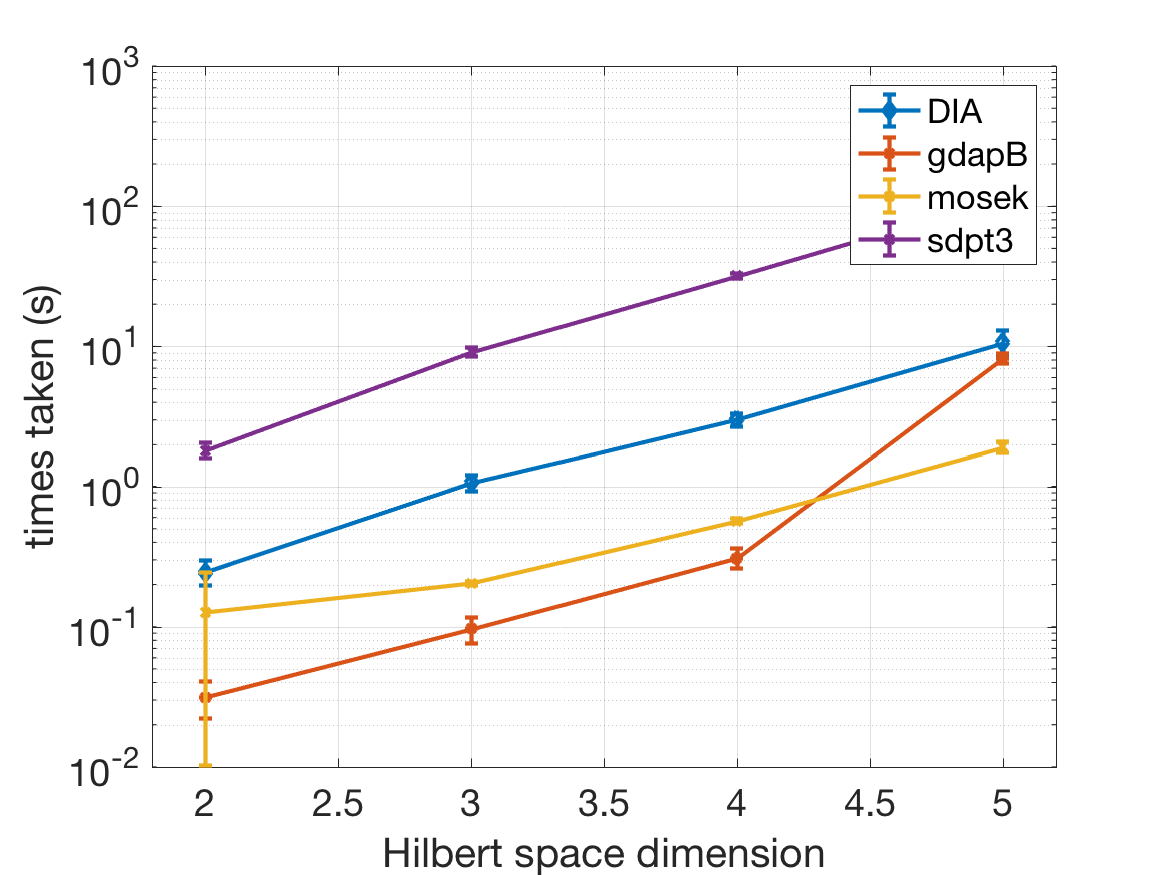 10^3
10^2
10^1
10^0
10^-1
10^-2
times taken (s)
DIA
gdapB
mosek
sdpt3
2 2.5 3 3.5 4 4.5 5
Hilbert space dimension